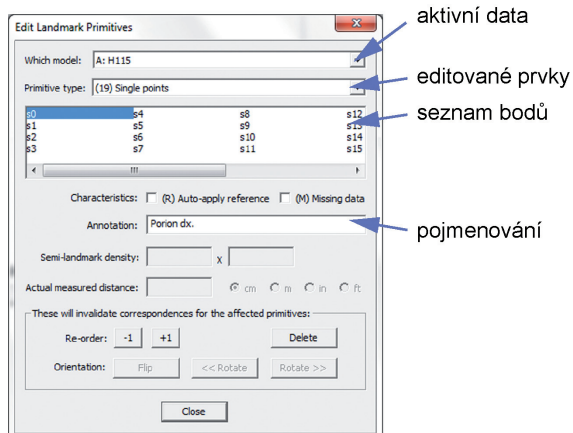 Edit Landmark Primitives
aktivní data
Which model: A: H115
editované prvky
Primitive type: (19) Single points
seznam bodů
s0 s4 s8 s12
s1 s5 s9 s13
s2 s6 s10 s14
s3 s7 s11 s15
Characteristics: (R) Auto-apply reference (M) Missing data
Annotation: Porion dx.
pojmenování
Semi-landmark density: x
Actual measured distance: cm m in ft
These will invalidate correspondences for the affected primitives:
Re-order: -1 +1 Delete
Orientation: Flip << Rotate Rotate >>
Close